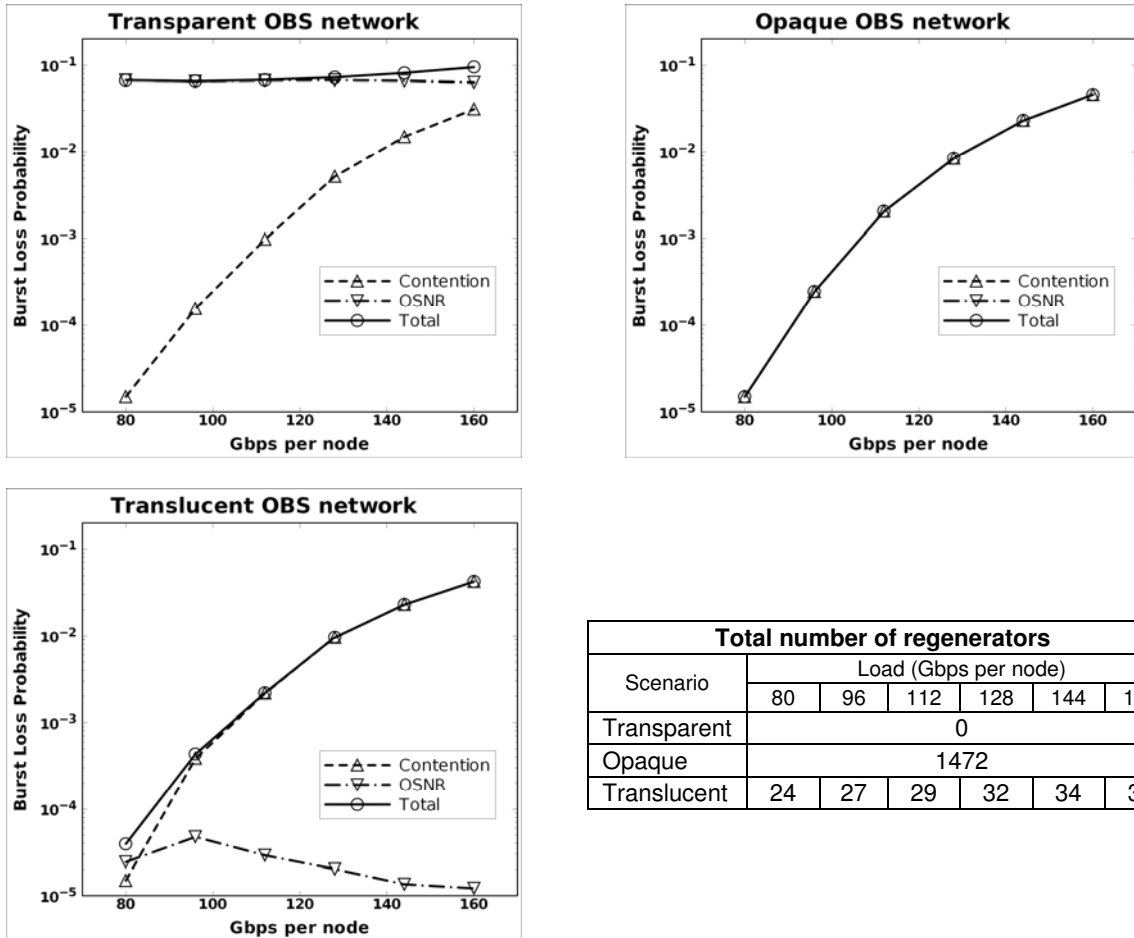 Transparent OBS network
Burst Loss Probability
10⁻¹
10⁻²
10⁻³
10⁻⁴
10⁻⁵
Contention
OSNR
Total
80 100 120 140 160
Gbps per node
Opaque OBS network
Burst Loss Probability
10⁻¹
10⁻²
10⁻³
10⁻⁴
10⁻⁵
Contention
OSNR
Total
80 100 120 140 160
Gbps per node
Translucent OBS network
Burst Loss Probability
10⁻¹
10⁻²
10⁻³
10⁻⁴
10⁻⁵
Contention
OSNR
Total
80 100 120 140 160
Gbps per node
Total number of regenerators
Scenario Load (Gbps per node)
80 96 112 128 144
Transparent 0
Opaque 1472
Translucent 24 27 29 32 34